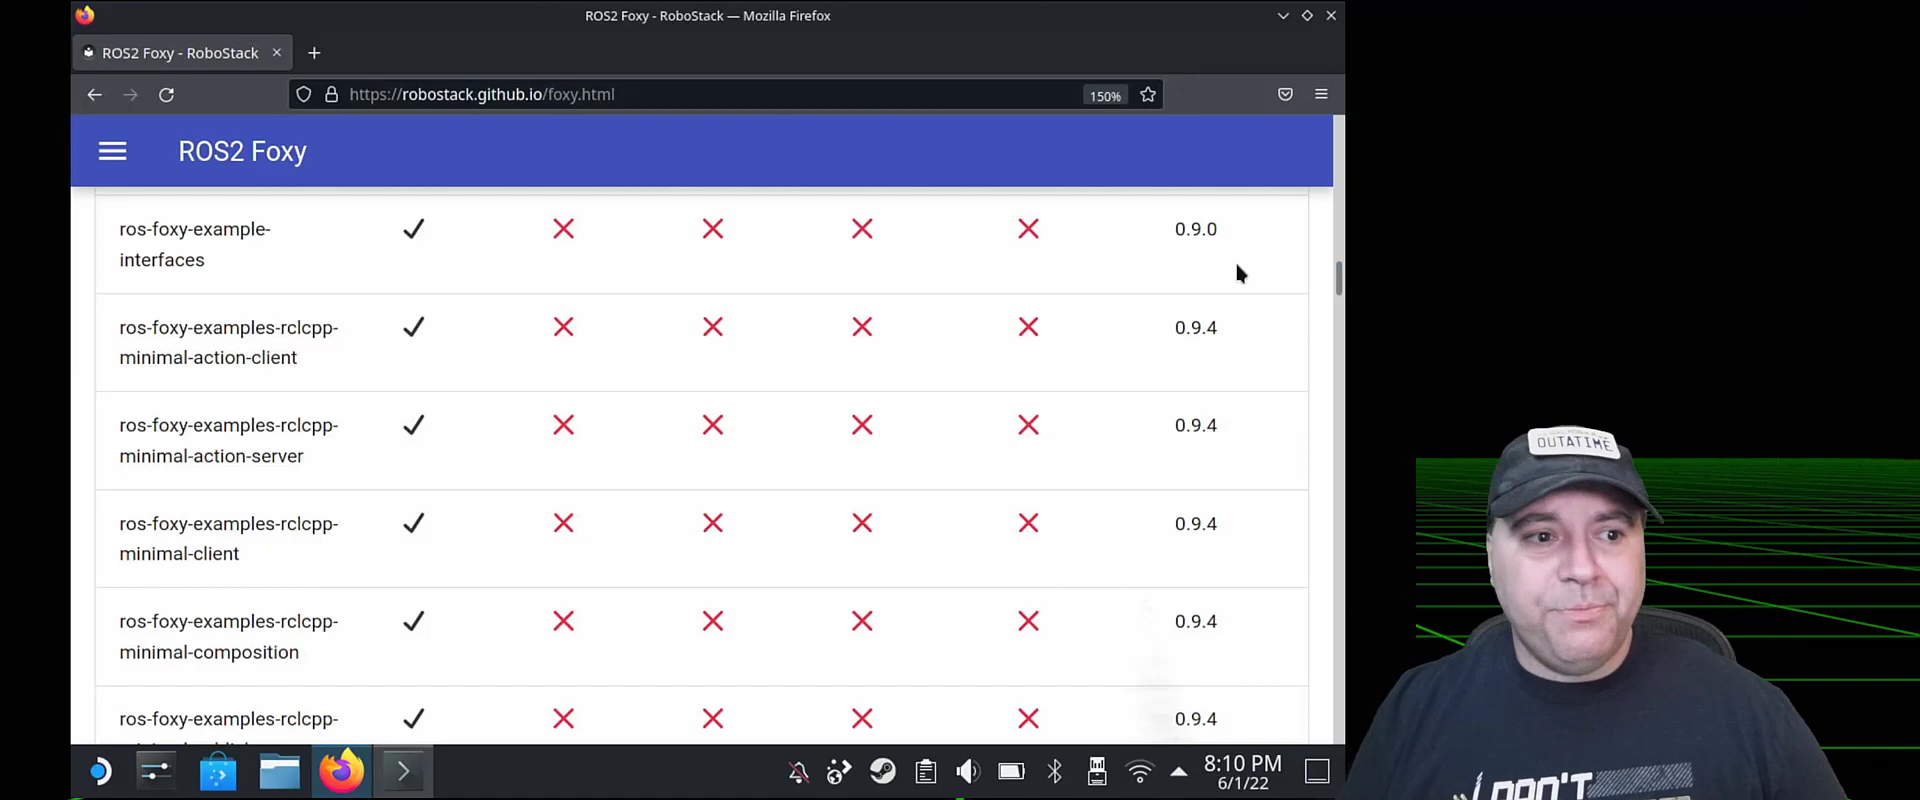 ROS2 Foxy - RoboStack — Mozilla Firefox
ROS2 Foxy - RoboStack
https://robostack.github.io/foxy.html
150%
ROS2 Foxy
ros-foxy-example-
interfaces
0.9.0
ros-foxy-examples-rclcpp-
minimal-action-client
0.9.4
ros-foxy-examples-rclcpp-
minimal-action-server
0.9.4
ros-foxy-examples-rclcpp-
minimal-client
0.9.4
ros-foxy-examples-rclcpp-
minimal-composition
0.9.4
ros-foxy-examples-rclcpp-
0.9.4
8:10 PM
6/1/22
OUTATIME
I DON'T